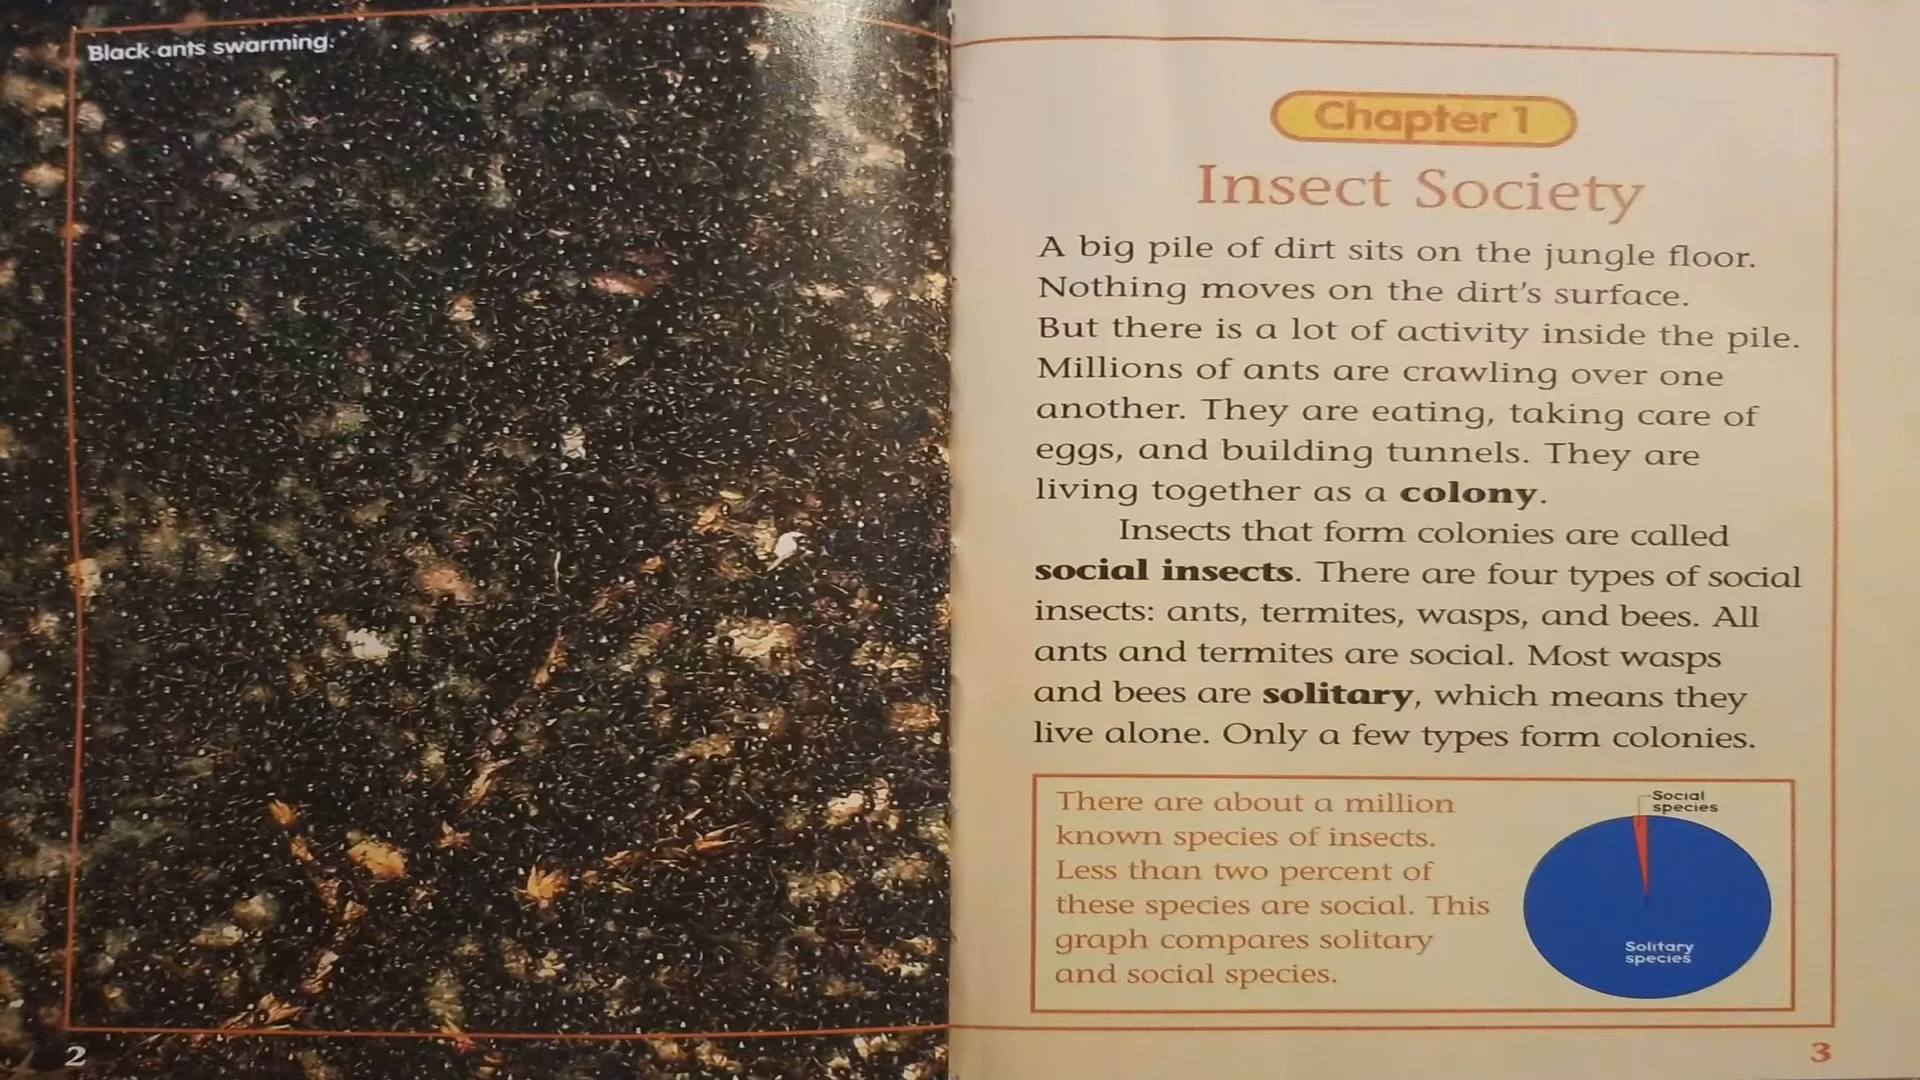 Black ants swarming.
Chapter 1
Insect Society
A big pile of dirt sits on the jungle floor.
Nothing moves on the dirt's surface.
But there is a lot of activity inside the pile.
Millions of ants are crawling over one
another. They are eating, taking care of
eggs, and building tunnels. They are
living together as a colony.
Insects that form colonies are called
social insects. There are four types of social
insects: ants, termites, wasps, and bees. All
ants and termites are social. Most wasps
and bees are solitary, which means they
live alone. Only a few types form colonies.
There are about a million
known species of insects.
Less than two percent of
these species are social. This
graph compares solitary
and social species.
Social
species
Solitary
species
2
3